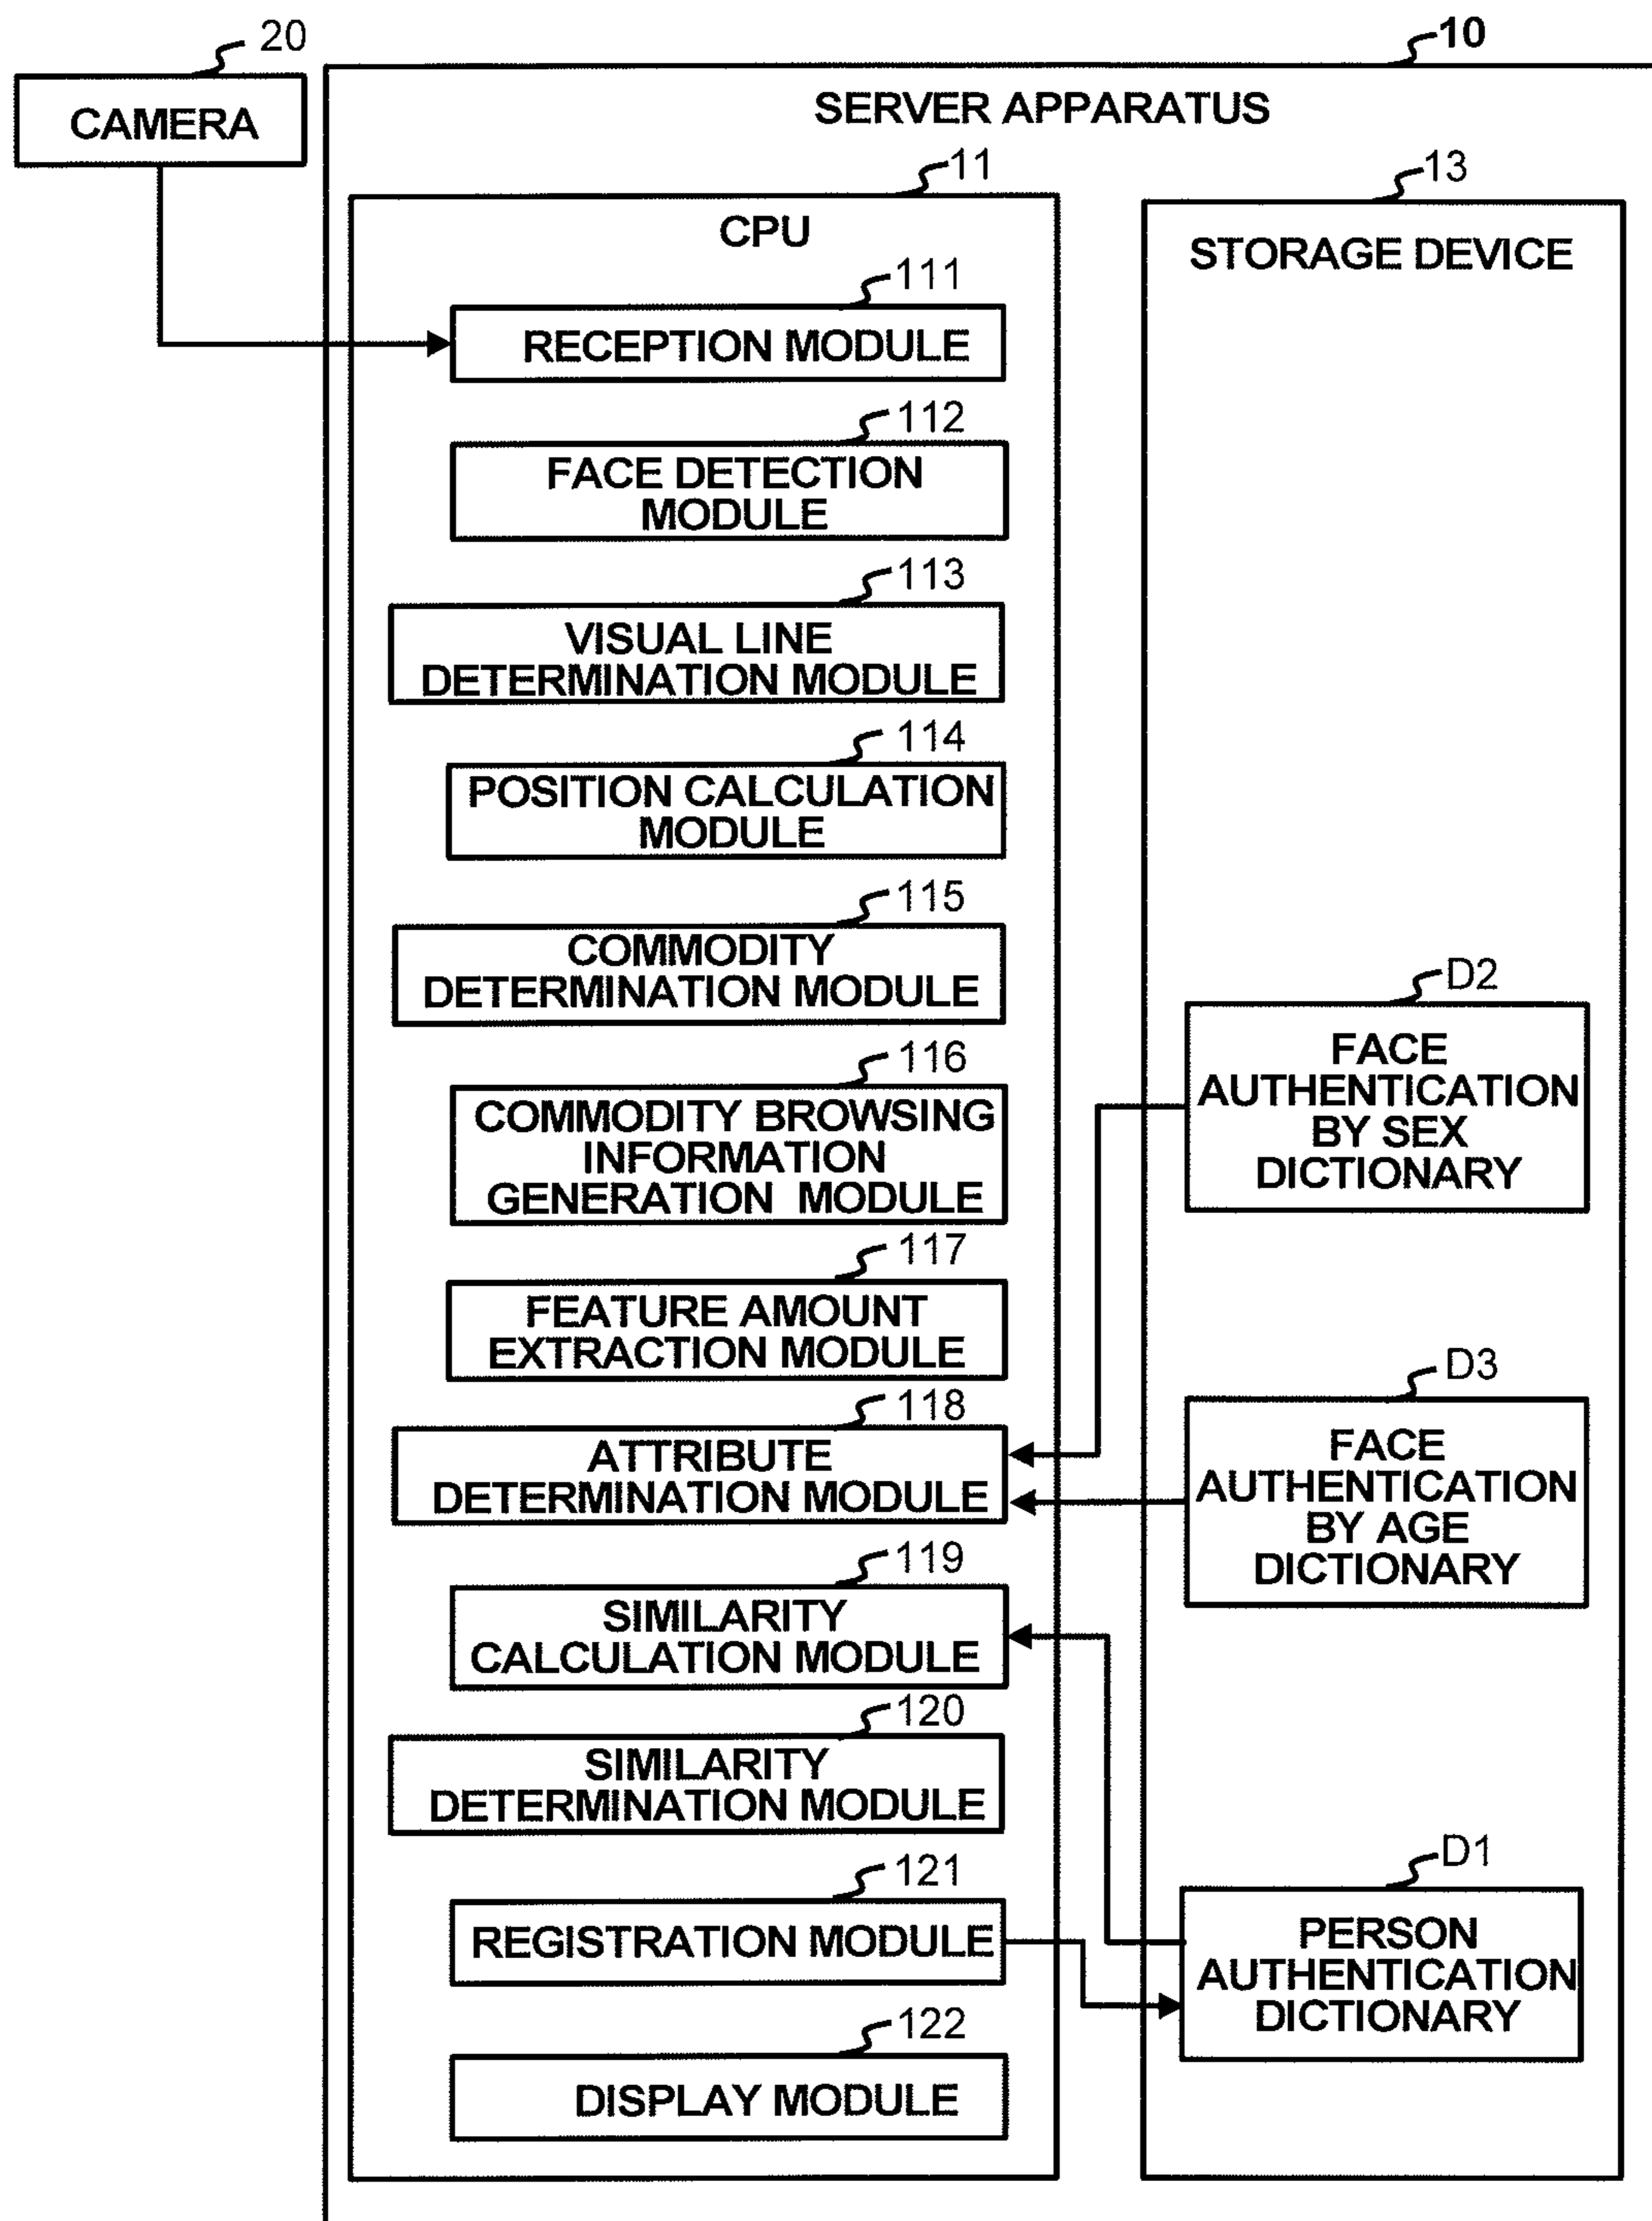 20
CAMERA
10
SERVER APPARATUS
11
CPU
111
RECEPTION MODULE
112
FACE DETECTION
MODULE
113
VISUAL LINE
DETERMINATION MODULE
114
POSITION CALCULATION
MODULE
115
COMMODITY
DETERMINATION MODULE
116
COMMODITY BROWSING
INFORMATION
GENERATION MODULE
117
FEATURE AMOUNT
EXTRACTION MODULE
118
ATTRIBUTE
DETERMINATION MODULE
119
SIMILARITY
CALCULATION MODULE
120
SIMILARITY
DETERMINATION MODULE
121
REGISTRATION MODULE
122
DISPLAY MODULE
13
STORAGE DEVICE
D2
FACE
AUTHENTICATION
BY SEX
DICTIONARY
D3
FACE
AUTHENTICATION
BY AGE
DICTIONARY
D1
PERSON
AUTHENTICATION
DICTIONARY